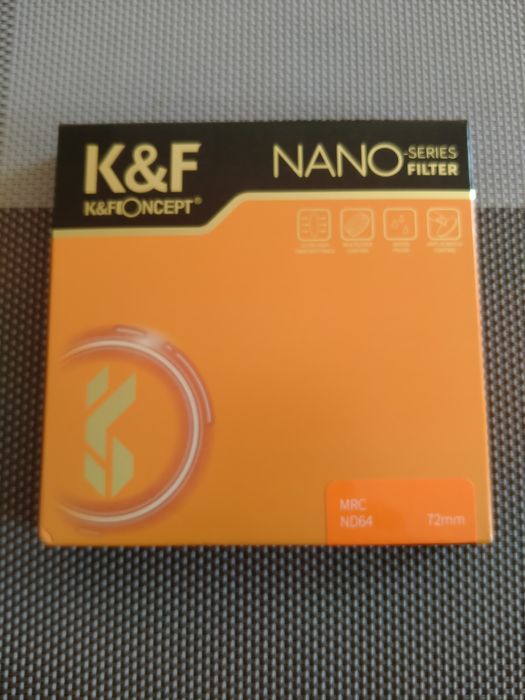 K&F
K&F CONCEPT®
NANO-SERIES
FILTER
MRC
ND64
72mm